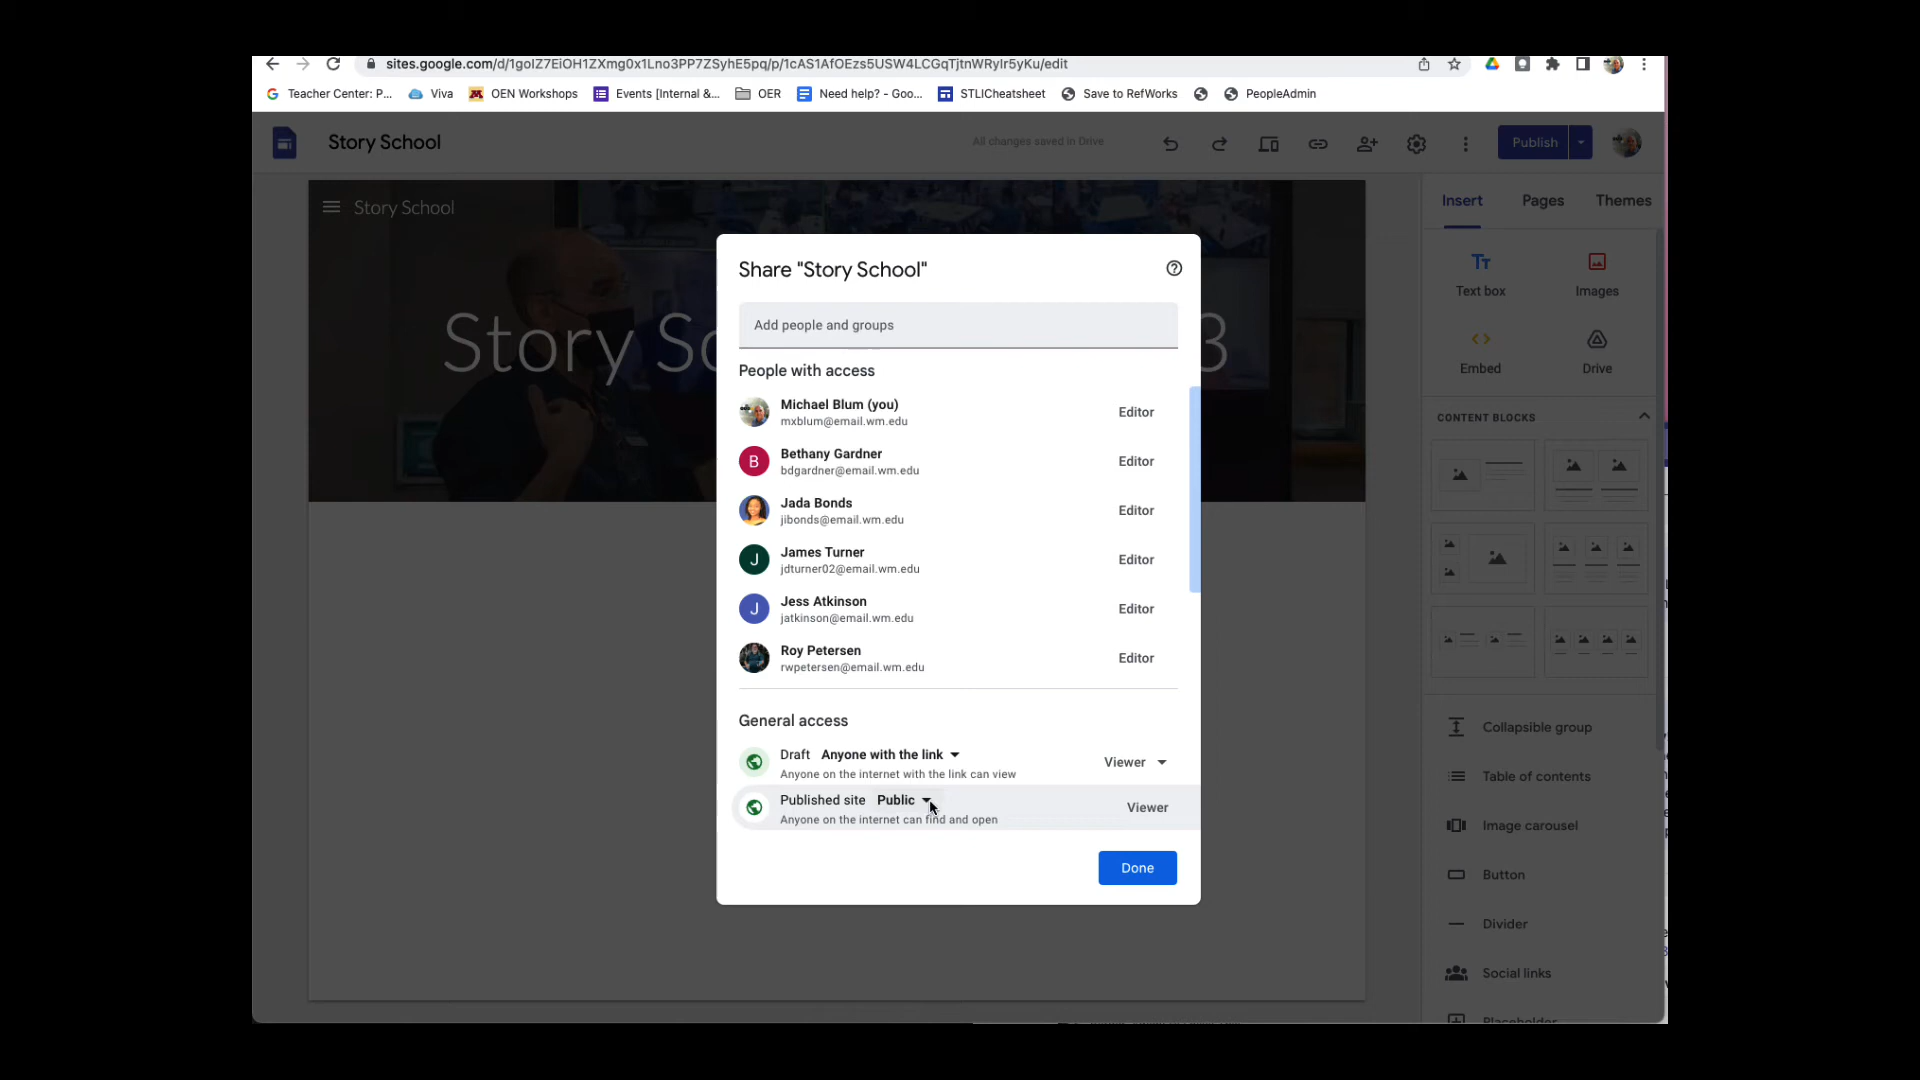 sites.google.com/d/1goIZ7EiOH1ZXmg0x1Lno3PP7ZSyhE5pq/p/1cAS1AfOEzs5USW4LCGqTjtnWRyIr5yKu/edit
Teacher Center: P... Viva OEN Workshops Events [Internal &... OER Need help? - Goo... STLICheatsheet Save to RefWorks PeopleAdmin
Story School All changes saved in Drive Publish
Story School
Insert Pages Themes
Text box Images
Embed Drive
CONTENT BLOCKS
Collapsible group
Table of contents
Image carousel
Button
Divider
Social links
Placeholder
Story Sc 3
Share "Story School"
Add people and groups
People with access
Michael Blum (you)
mxblum@email.wm.edu
Editor
Bethany Gardner
bdgardner@email.wm.edu
Editor
Jada Bonds
jibonds@email.wm.edu
Editor
James Turner
jdturner02@email.wm.edu
Editor
Jess Atkinson
jatkinson@email.wm.edu
Editor
Roy Petersen
rwpetersen@email.wm.edu
Editor
General access
Draft Anyone with the link
Anyone on the internet with the link can view
Viewer
Published site Public
Anyone on the internet can find and open
Viewer
Done